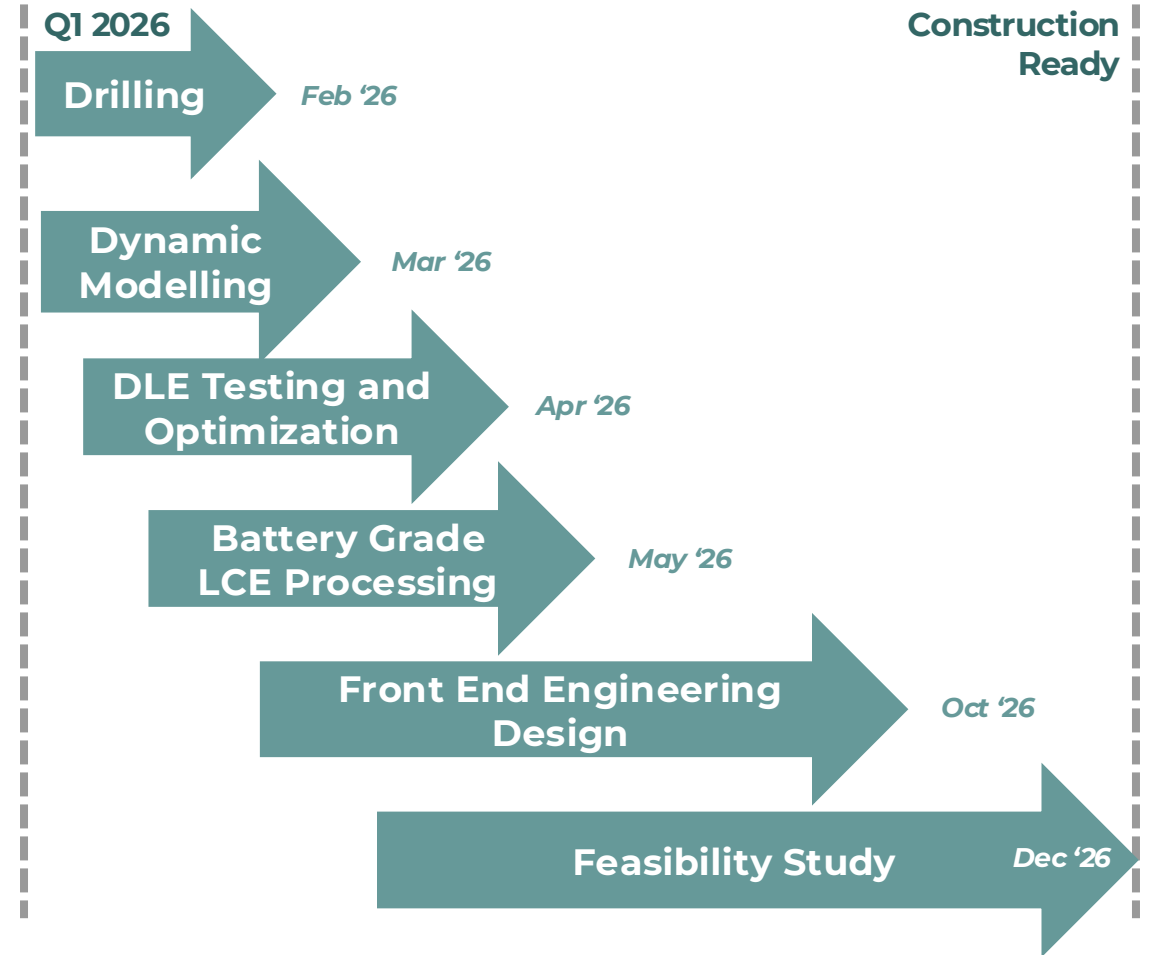 Q1 2026
Construction
Ready
Drilling
Feb ‘26
Dynamic
Modelling
Mar ‘26
DLE Testing and
Optimization
Apr ‘26
Battery Grade
LCE Processing
May ‘26
Front End Engineering
Design
Oct ‘26
Feasibility Study
Dec ‘26